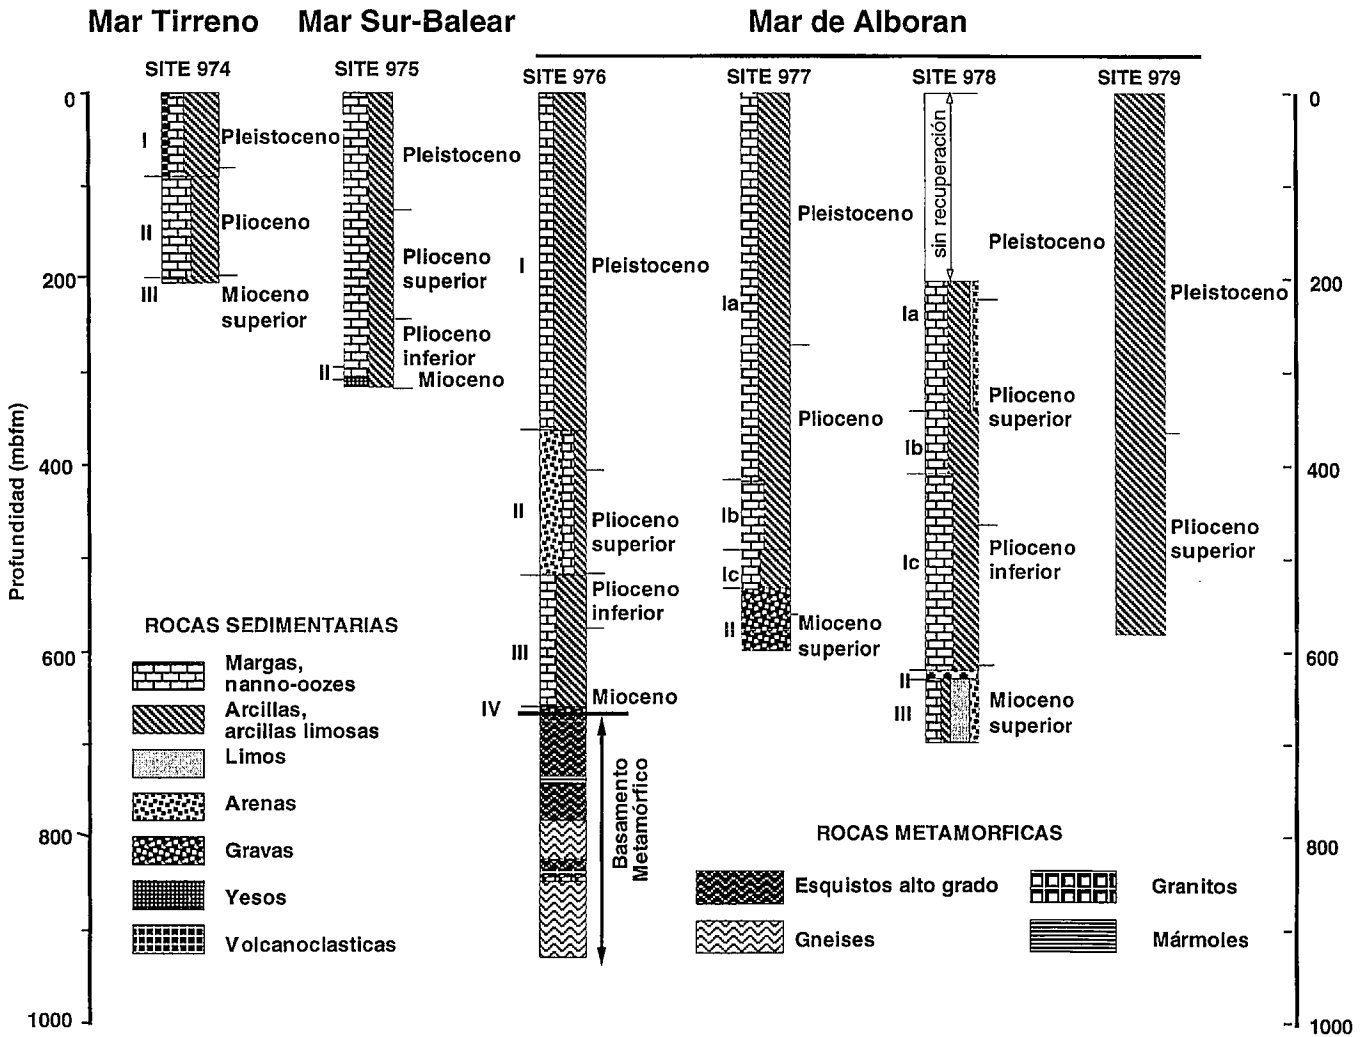 Mar Tirreno
Mar Sur-Balear
Mar de Alboran
SITE 974
SITE 975
SITE 976
SITE 977
SITE 978
SITE 979
Profundidad (mbfm)
0
200
400
600
800
1000
I
II
III
Pleistoceno
Plioceno
Mioceno
superior
II
Pleistoceno
Plioceno
superior
Plioceno
inferior
Mioceno
I
II
III
IV
Pleistoceno
Plioceno
superior
Plioceno
inferior
Mioceno
Basamento
Metamórfico
Ia
Ib
Ic
II
Pleistoceno
Plioceno
Mioceno
superior
sin recuperación
Ia
Ib
Ic
II
III
Pleistoceno
Plioceno
superior
Plioceno
inferior
Mioceno
superior
Pleistoceno
Plioceno
superior
0
200
400
600
800
1000
ROCAS SEDIMENTARIAS
Margas,
nanno-oozes
Arcillas,
arcillas limosas
Limos
Arenas
Gravas
Yesos
Volcanoclasticas
ROCAS METAMORFICAS
Esquistos alto grado
Gneises
Granitos
Mármoles